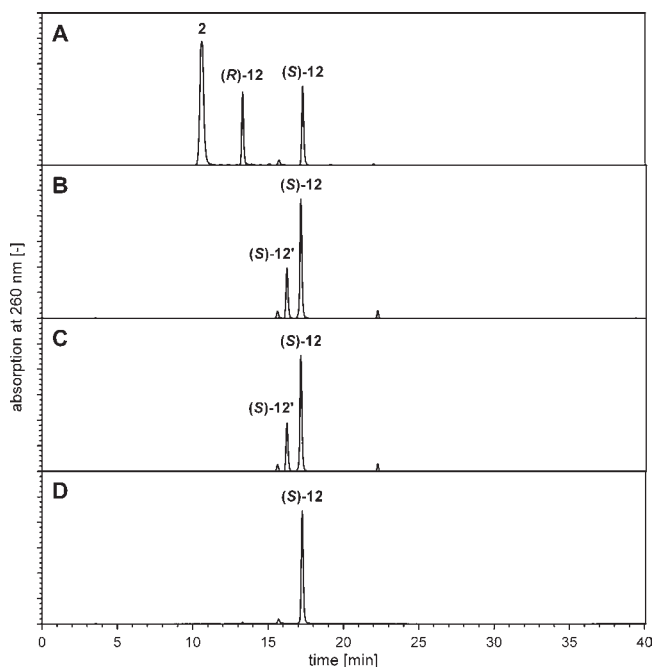 A
2
(R)-12
(S)-12
B
(S)-12
(S)-12'
C
(S)-12
(S)-12'
D
(S)-12
absorption at 260 nm [-]
0 5 10 15 20 25 30 35 40
time [min]